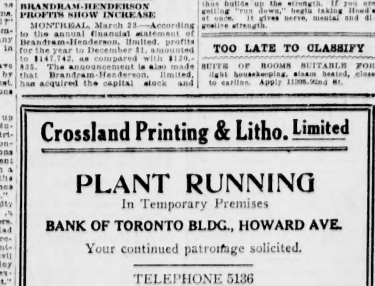 BRANDRAM-HENDERSON
PROFITS SHOW INCREASE
MONTREAL, March 23.—According
to the annual financial statement of
Brandram-Henderson, limited, profits
for the year to December 31, amounted
to $147,742, as compared with $120,-
835. The announcement is also made
that Brandram-Henderson, limited,
has acquired the capital stock and
thus builds up the strength. If you are
getting "run down," begin taking Hood's
at once. It gives nerve, mental and di-
gestive strength.
TOO LATE TO CLASSIFY
SUITE OF ROOMS SUITABLE FOR
light housekeeping, steam heated, close
to carline. Apply 11395-92nd St.
Crossland Printing & Litho. Limited
PLANT RUNNING
In Temporary Premises
BANK OF TORONTO BLDG., HOWARD AVE.
Your continued patronage solicited.
TELEPHONE 5136